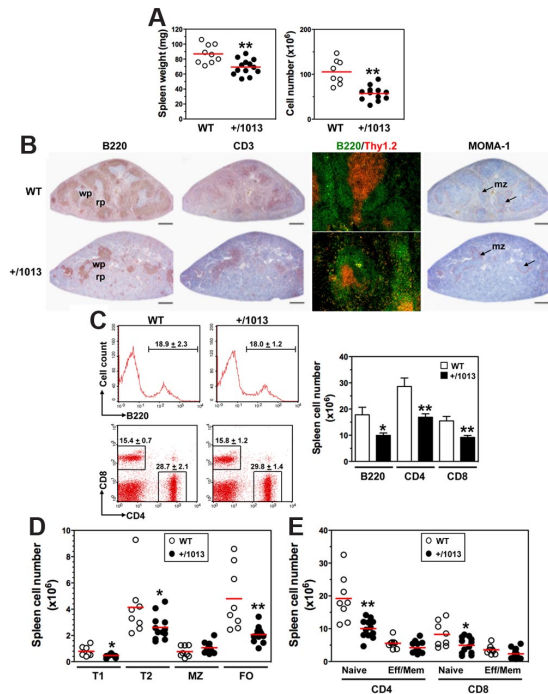 A
Spleen weight (mg)
120
100
80
60
40
20
0
**
WT +/1013
Cell number (x10⁶)
200
100
0
**
WT +/1013
B
B220 CD3 B220/Thy1.2 MOMA-1
WT
wp
rp
mz
+/1013
wp
rp
mz
C
WT +/1013
Cell count
18.9 ± 2.3
18.0 ± 1.2
B220
CD8
15.4 ± 0.7
28.7 ± 2.1
15.8 ± 1.2
29.8 ± 1.4
CD4
Spleen cell number
(x10⁶)
40
30
20
10
0
WT
+/1013
* ** **
B220 CD4 CD8
D
Spleen cell number
(x10⁶)
10
8
6
4
2
0
WT
+/1013
* * **
T1 T2 MZ FO
E
Spleen cell number
(x10⁶)
40
30
20
10
0
WT
+/1013
** *
Naive Eff/Mem Naive Eff/Mem
CD4 CD8